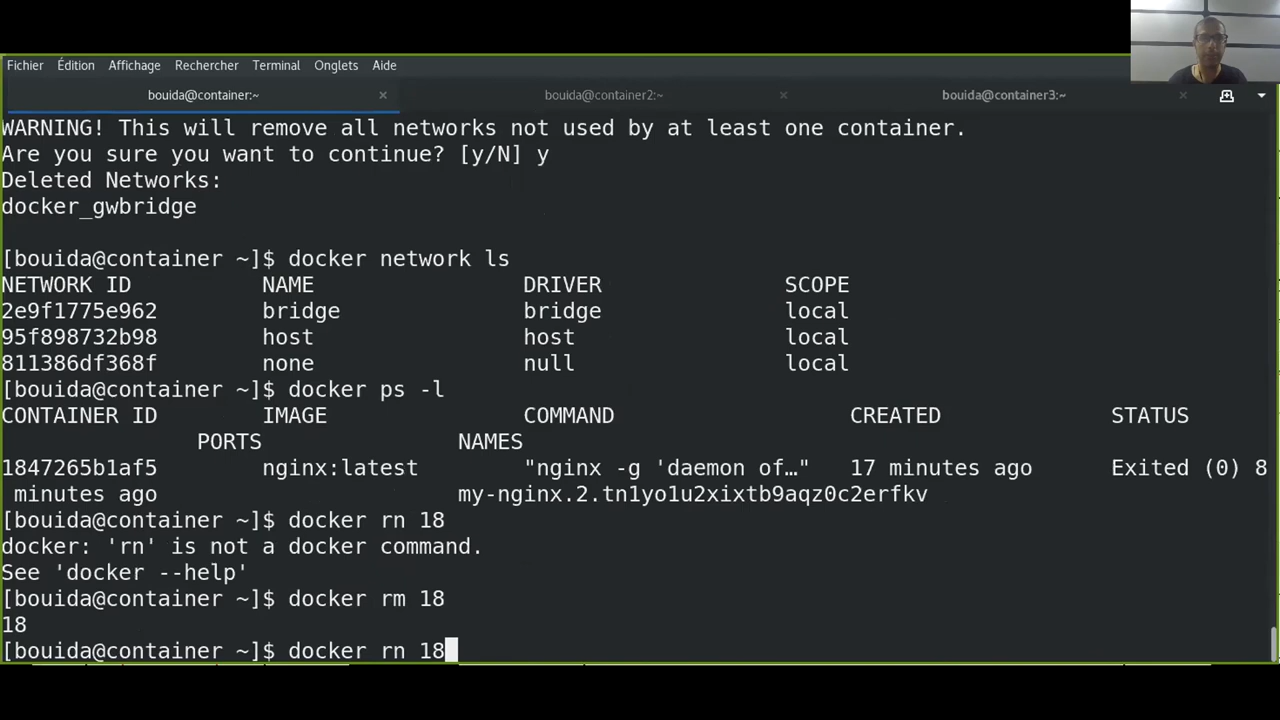 Fichier Édition Affichage Rechercher Terminal Onglets Aide
bouida@container:~ bouida@container2:~ bouida@container3:~
WARNING! This will remove all networks not used by at least one container.
Are you sure you want to continue? [y/N] y
Deleted Networks:
docker_gwbridge
[bouida@container ~]$ docker network ls
NETWORK ID NAME DRIVER SCOPE
2e9f1775e962 bridge bridge local
95f898732b98 host host local
811386df368f none null local
[bouida@container ~]$ docker ps -l
CONTAINER ID IMAGE COMMAND CREATED STATUS
PORTS NAMES
1847265b1af5 nginx:latest "nginx -g 'daemon of…" 17 minutes ago Exited (0) 8
minutes ago my-nginx.2.tn1yo1u2xixtb9aqz0c2erfkv
[bouida@container ~]$ docker rn 18
docker: 'rn' is not a docker command.
See 'docker --help'
[bouida@container ~]$ docker rm 18
18
[bouida@container ~]$ docker rn 18